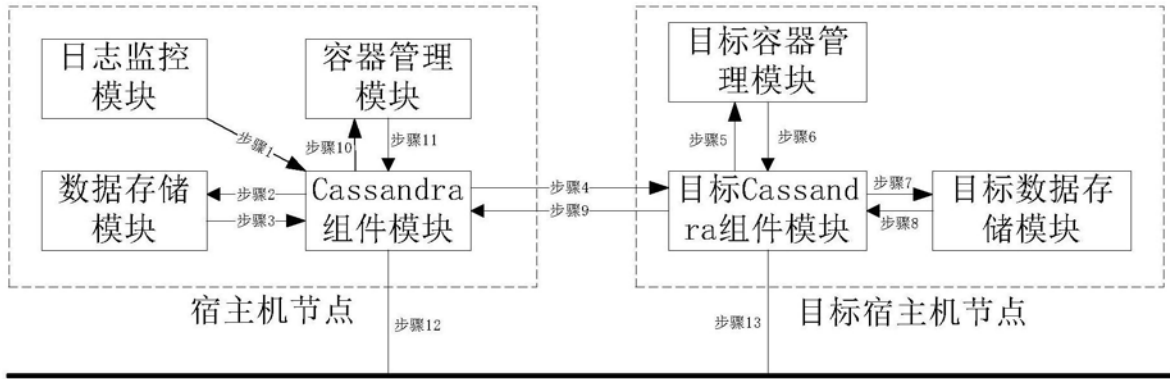 日志监控
模块
容器管理
模块
目标容器管
理模块
步骤1
步骤10
步骤11
步骤5
步骤6
数据存储
模块
步骤2
步骤3
Cassandra
组件模块
步骤4
步骤9
目标Cassand
ra组件模块
步骤7
步骤8
目标数据存
储模块
宿主机节点
步骤12
步骤13
目标宿主机节点